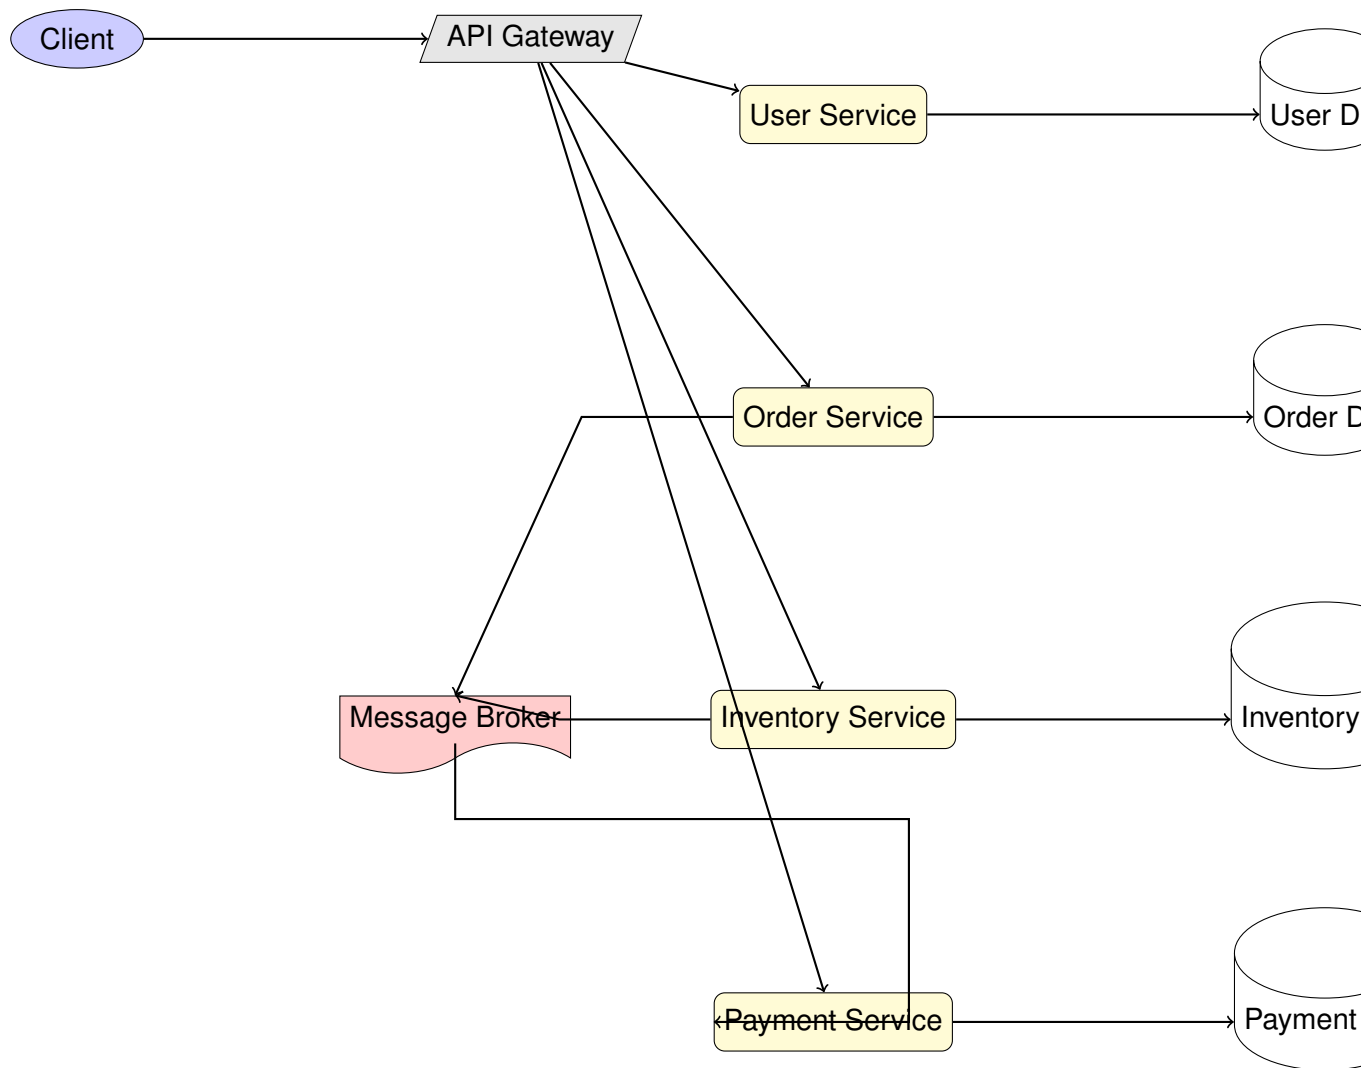 Client
API Gateway
User Service
User D
Order Service
Order D
Message Broker
Inventory Service
Inventory
Payment Service
Payment